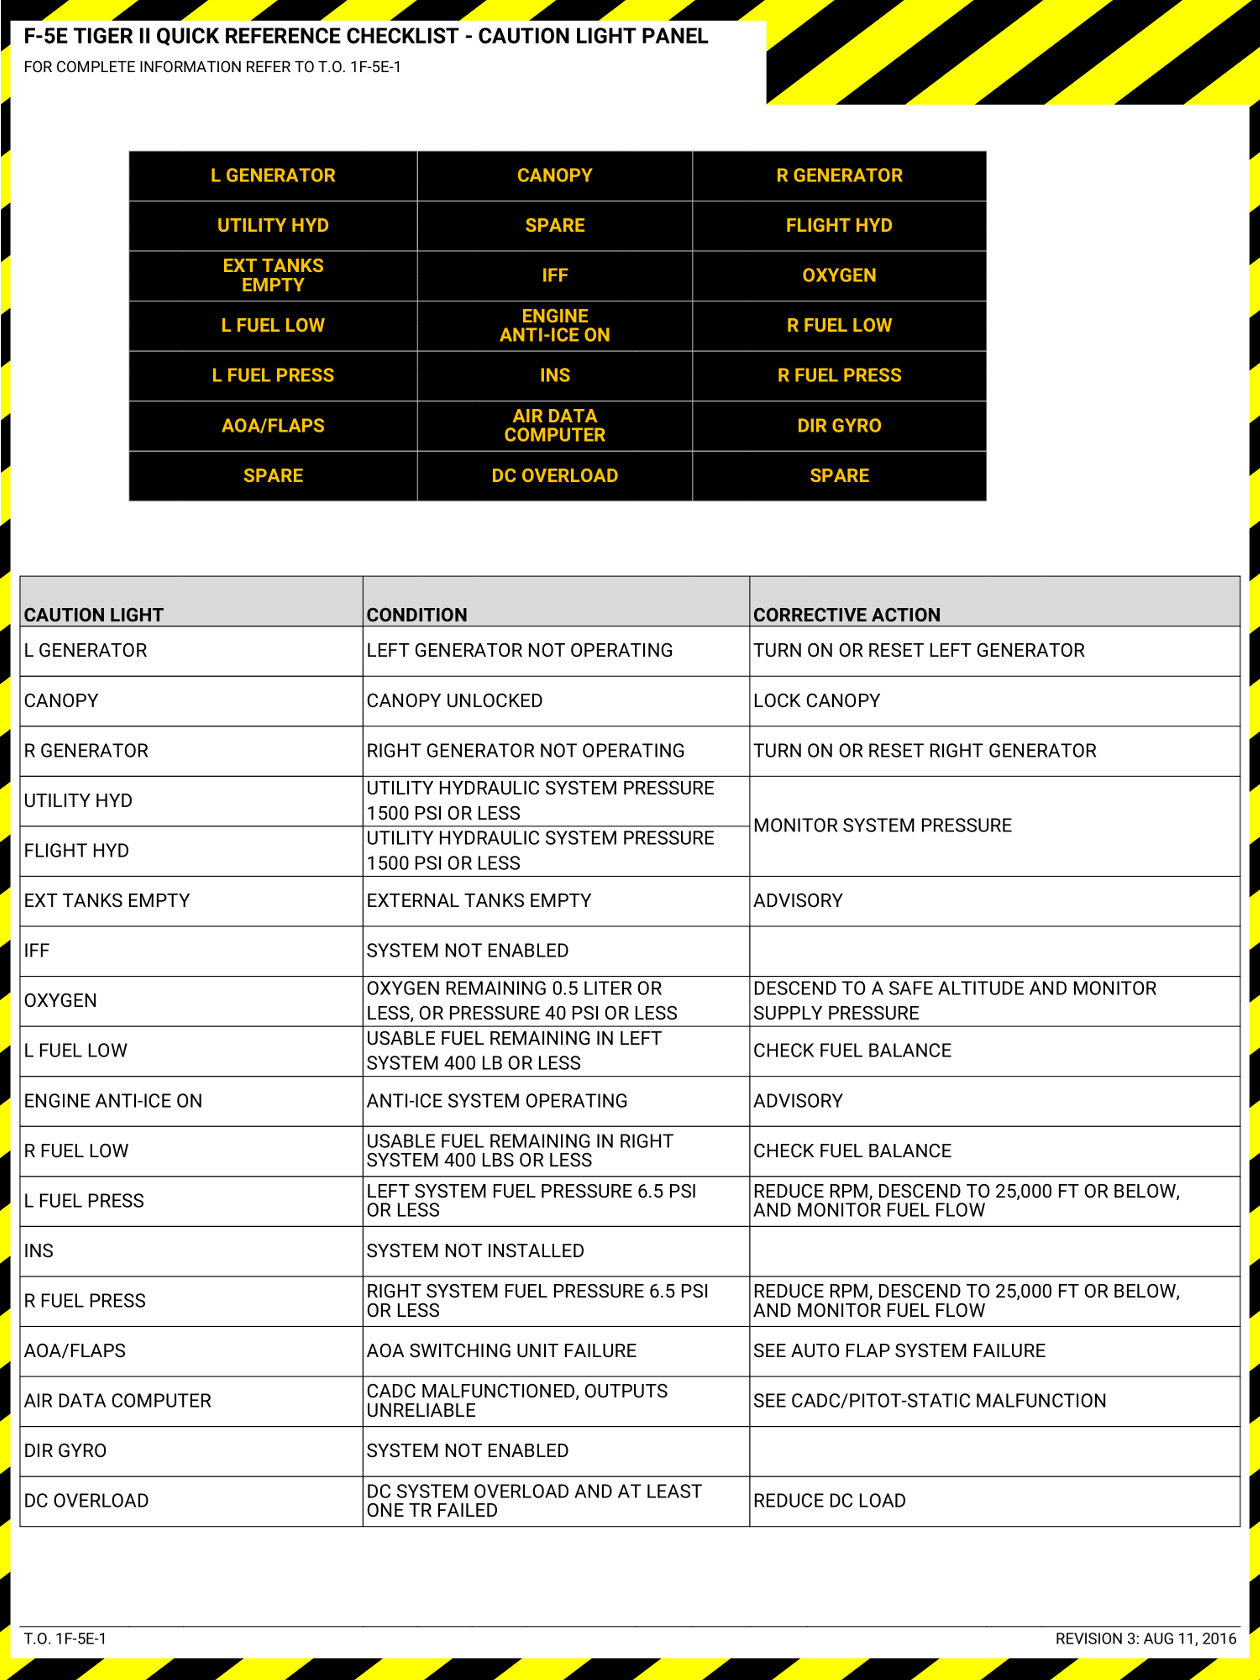 F-5E TIGER II QUICK REFERENCE CHECKLIST - CAUTION LIGHT PANEL
FOR COMPLETE INFORMATION REFER TO T.O. 1F-5E-1
L GENERATOR CANOPY R GENERATOR
UTILITY HYD SPARE FLIGHT HYD
EXT TANKS
EMPTY
IFF OXYGEN
L FUEL LOW
ENGINE
ANTI-ICE ON
R FUEL LOW
L FUEL PRESS INS R FUEL PRESS
AOA/FLAPS
AIR DATA
COMPUTER
DIR GYRO
SPARE DC OVERLOAD SPARE
CAUTION LIGHT CONDITION CORRECTIVE ACTION
L GENERATOR LEFT GENERATOR NOT OPERATING TURN ON OR RESET LEFT GENERATOR
CANOPY CANOPY UNLOCKED LOCK CANOPY
R GENERATOR RIGHT GENERATOR NOT OPERATING TURN ON OR RESET RIGHT GENERATOR
UTILITY HYD
UTILITY HYDRAULIC SYSTEM PRESSURE
1500 PSI OR LESS
MONITOR SYSTEM PRESSURE
FLIGHT HYD
UTILITY HYDRAULIC SYSTEM PRESSURE
1500 PSI OR LESS
EXT TANKS EMPTY EXTERNAL TANKS EMPTY ADVISORY
IFF SYSTEM NOT ENABLED
OXYGEN
OXYGEN REMAINING 0.5 LITER OR
LESS, OR PRESSURE 40 PSI OR LESS
DESCEND TO A SAFE ALTITUDE AND MONITOR
SUPPLY PRESSURE
L FUEL LOW
USABLE FUEL REMAINING IN LEFT
SYSTEM 400 LB OR LESS
CHECK FUEL BALANCE
ENGINE ANTI-ICE ON ANTI-ICE SYSTEM OPERATING ADVISORY
R FUEL LOW
USABLE FUEL REMAINING IN RIGHT
SYSTEM 400 LBS OR LESS
CHECK FUEL BALANCE
L FUEL PRESS
LEFT SYSTEM FUEL PRESSURE 6.5 PSI
OR LESS
REDUCE RPM, DESCEND TO 25,000 FT OR BELOW,
AND MONITOR FUEL FLOW
INS SYSTEM NOT INSTALLED
R FUEL PRESS
RIGHT SYSTEM FUEL PRESSURE 6.5 PSI
OR LESS
REDUCE RPM, DESCEND TO 25,000 FT OR BELOW,
AND MONITOR FUEL FLOW
AOA/FLAPS AOA SWITCHING UNIT FAILURE SEE AUTO FLAP SYSTEM FAILURE
AIR DATA COMPUTER
CADC MALFUNCTIONED, OUTPUTS
UNRELIABLE
SEE CADC/PITOT-STATIC MALFUNCTION
DIR GYRO SYSTEM NOT ENABLED
DC OVERLOAD
DC SYSTEM OVERLOAD AND AT LEAST
ONE TR FAILED
REDUCE DC LOAD
T.O. 1F-5E-1 REVISION 3: AUG 11, 2016